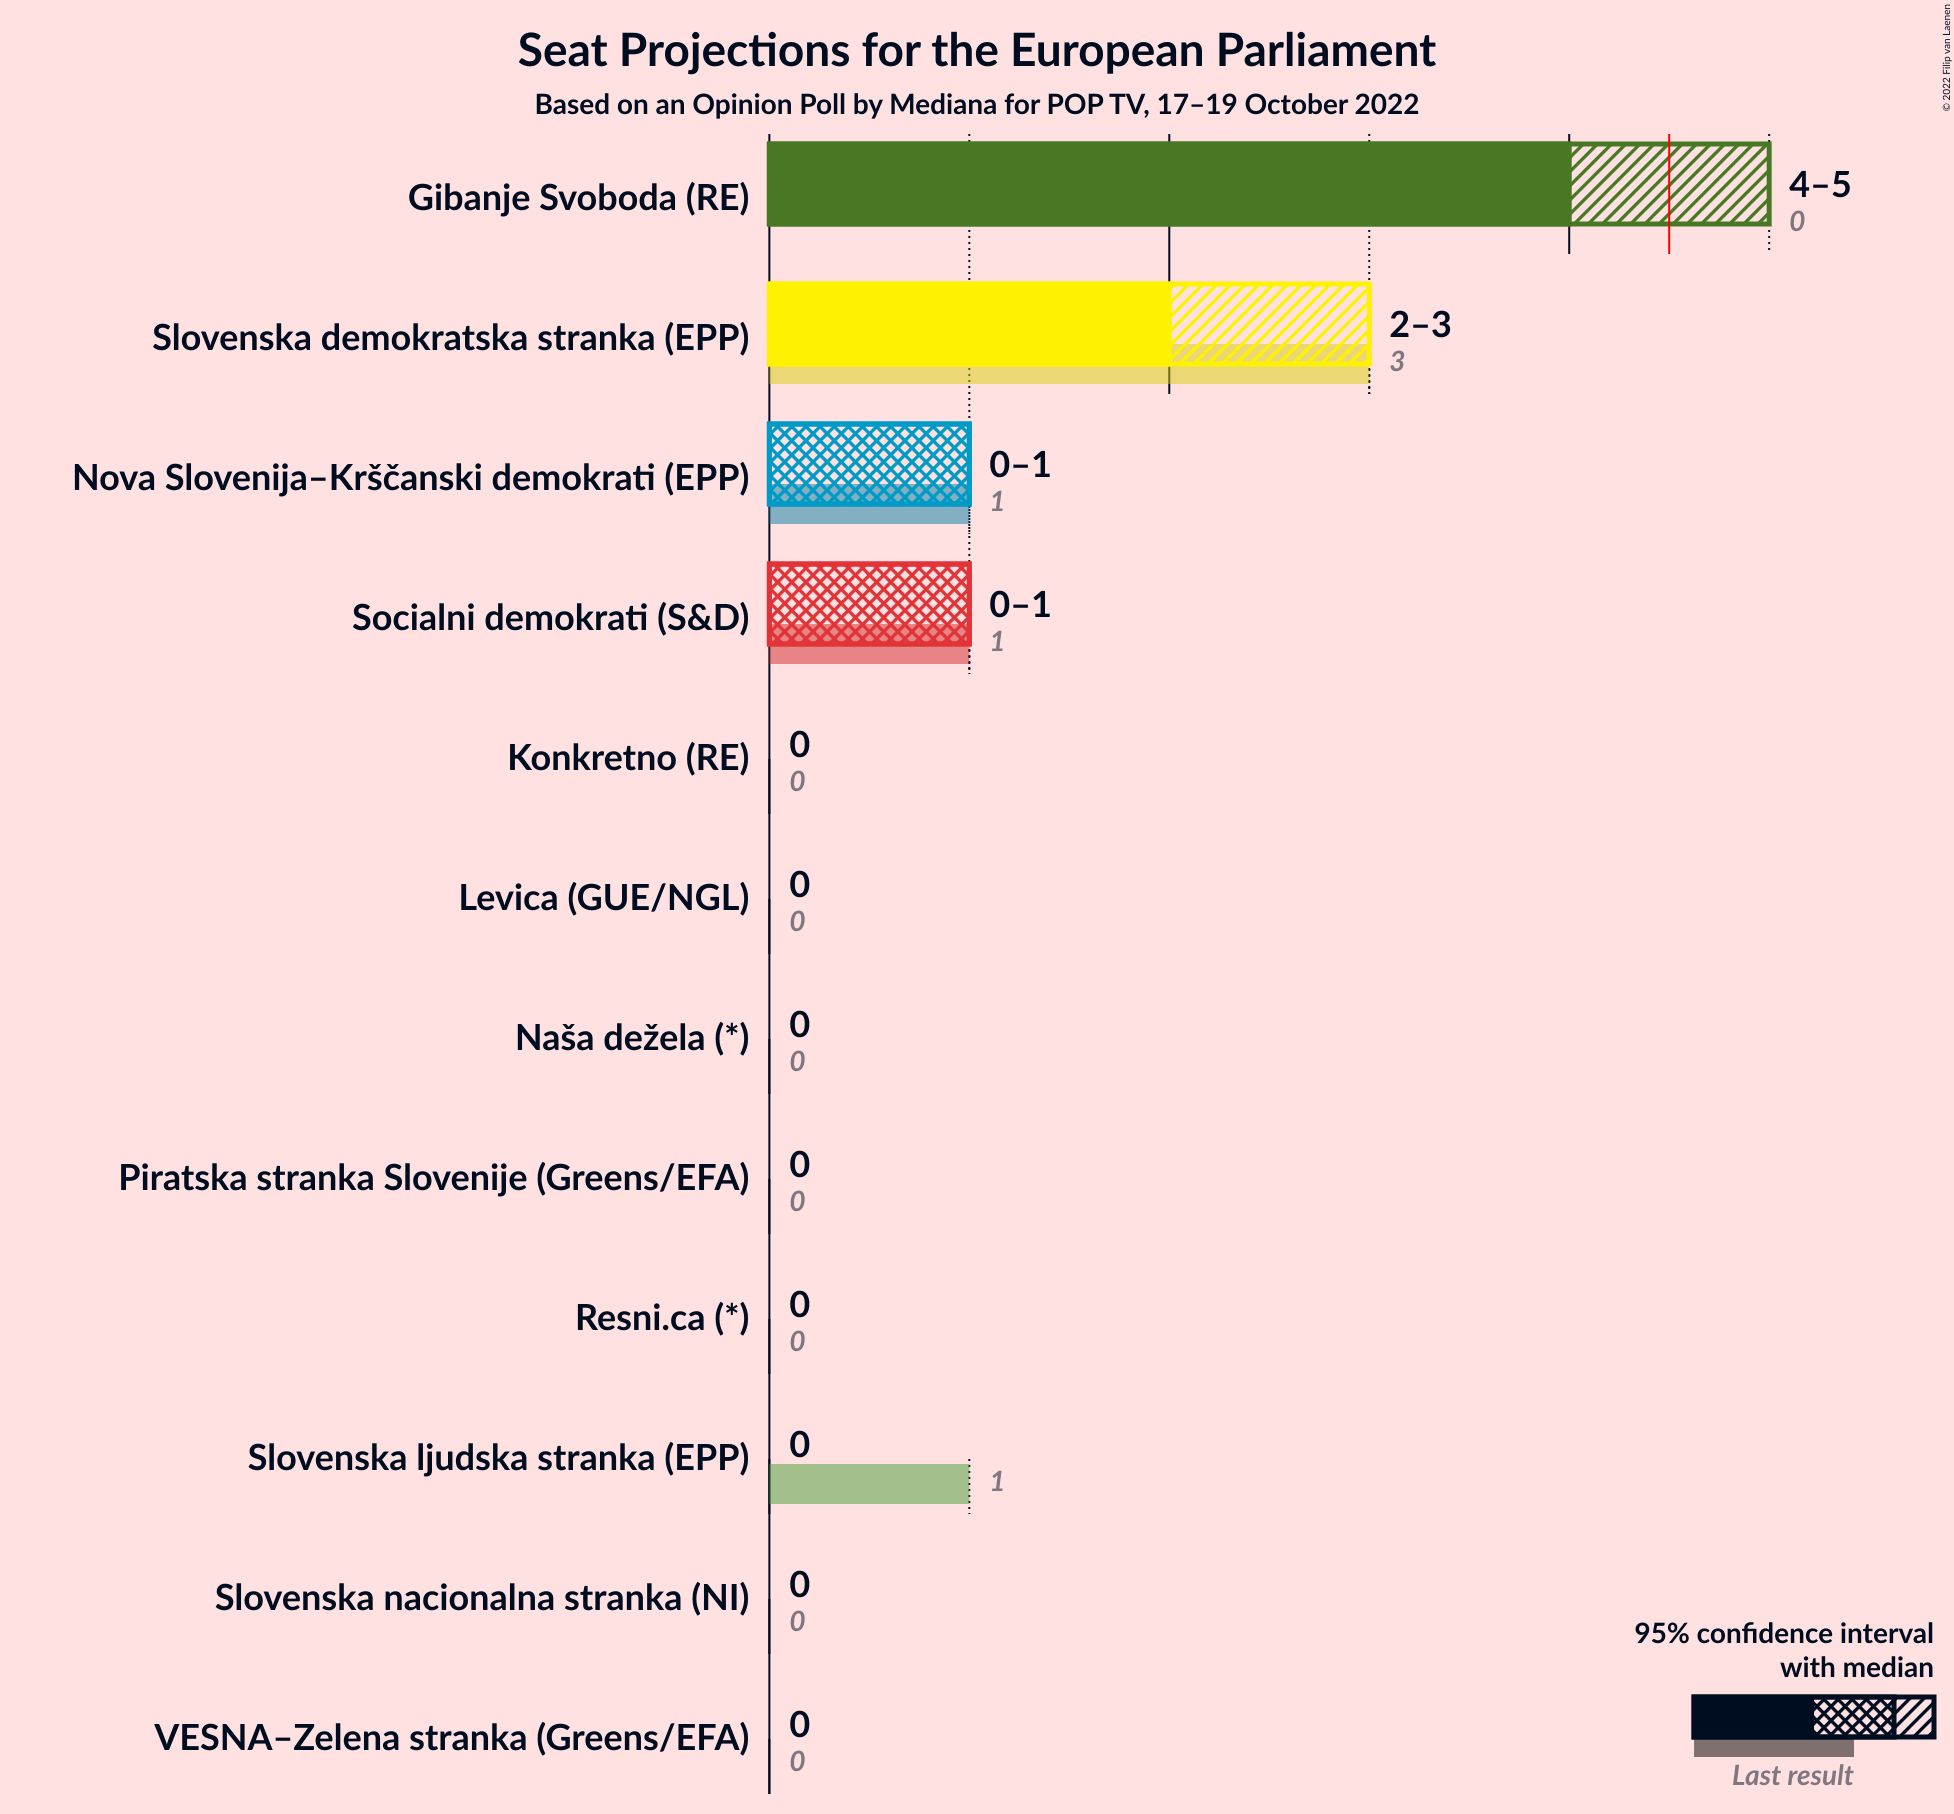 Seat Projections for the European Parliament
Based on an Opinion Poll by Mediana for POP TV, 17–19 October 2022
© 2022 Filip van Laenen
Gibanje Svoboda (RE)
4–5
0
Slovenska demokratska stranka (EPP)
2–3
3
Nova Slovenija–Krščanski demokrati (EPP)
0–1
1
Socialni demokrati (S&D)
0–1
1
Konkretno (RE)
0
0
Levica (GUE/NGL)
0
0
Naša dežela (*)
0
0
Piratska stranka Slovenije (Greens/EFA)
0
0
Resni.ca (*)
0
0
Slovenska ljudska stranka (EPP)
0
1
Slovenska nacionalna stranka (NI)
0
0
VESNA–Zelena stranka (Greens/EFA)
0
0
95% confidence interval
with median
Last result